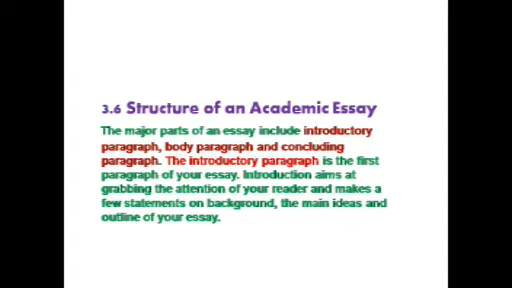 3.6 Structure of an Academic Essay
The major parts of an essay include introductory
paragraph, body paragraph and concluding
paragraph. The introductory paragraph is the first
paragraph of your essay. Introduction aims at
grabbing the attention of your reader and makes a
few statements on background, the main ideas and
outline of your essay.